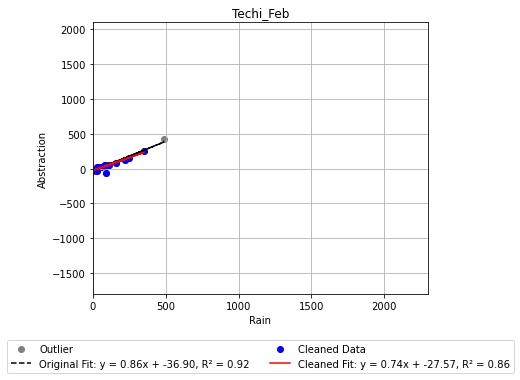 Techi_Feb
2000
1500
1000
500
0
−500
−1000
−1500
Abstraction
0 500 1000 1500 2000
Rain
Outlier Cleaned Data
Original Fit: y = 0.86x + -36.90, R² = 0.92 Cleaned Fit: y = 0.74x + -27.57, R² = 0.86